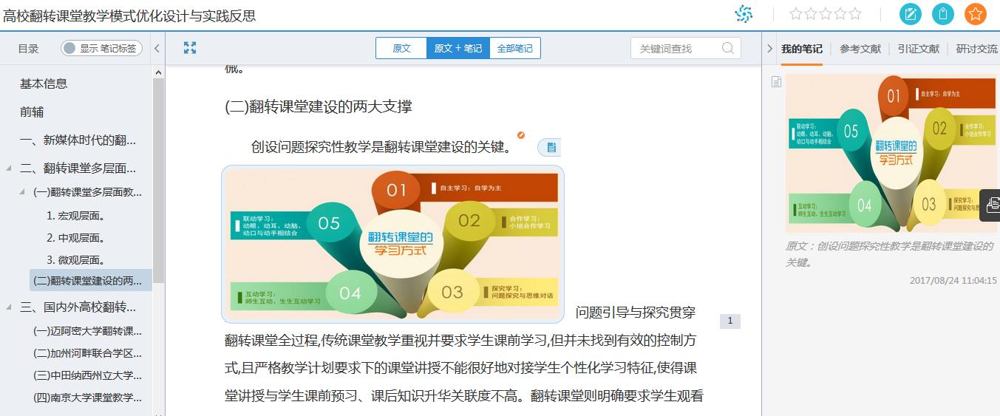 高校翻转课堂教学模式优化设计与实践反思
目录
显示 笔记标签
原文
原文 + 笔记
全部笔记
关键词查找
我的笔记
参考文献
引证文献
研讨交流
基本信息
前辅
一、新媒体时代的翻...
二、翻转课堂多层面...
(一)翻转课堂多层面教...
1. 宏观层面。
2. 中观层面。
3. 微观层面。
(二)翻转课堂建设的两...
三、国内外高校翻转...
(一)迈阿密大学翻转课...
(二)加州河畔联合学区...
(三)中田纳西州立大学...
(四)南京大学课堂教学...
械。
(二)翻转课堂建设的两大支撑
创设问题探究性教学是翻转课堂建设的关键。
01
自主学习：自学为主
02
合作学习：
小组合作学习
03
探究学习：
问题探究与思维对话
04
互动学习：
师生互动、生生互动学习
05
联动学习：
动眼、动耳、动脑、
动口与动手相结合
翻转课堂的
学习方式
问题引导与探究贯穿
1
翻转课堂全过程,传统课堂教学重视并要求学生课前学习,但并未找到有效的控制方
式,且严格教学计划要求下的课堂讲授不能很好地对接学生个性化学习特征,使得课
堂讲授与学生课前预习、课后知识升华关联度不高。翻转课堂则明确要求学生观看
01
自主学习：自学为主
02
合作学习：
小组合作学习
03
探究学习：
问题探究与思
04
互动学习：
师生互动、生生互动学习
05
联动学习：
动眼、动耳、动脑、
动口与动手相结合
翻转课堂的
学习方式
原文：创设问题探究性教学是翻转课堂建设的
关键。
2017/08/24 11:04:15